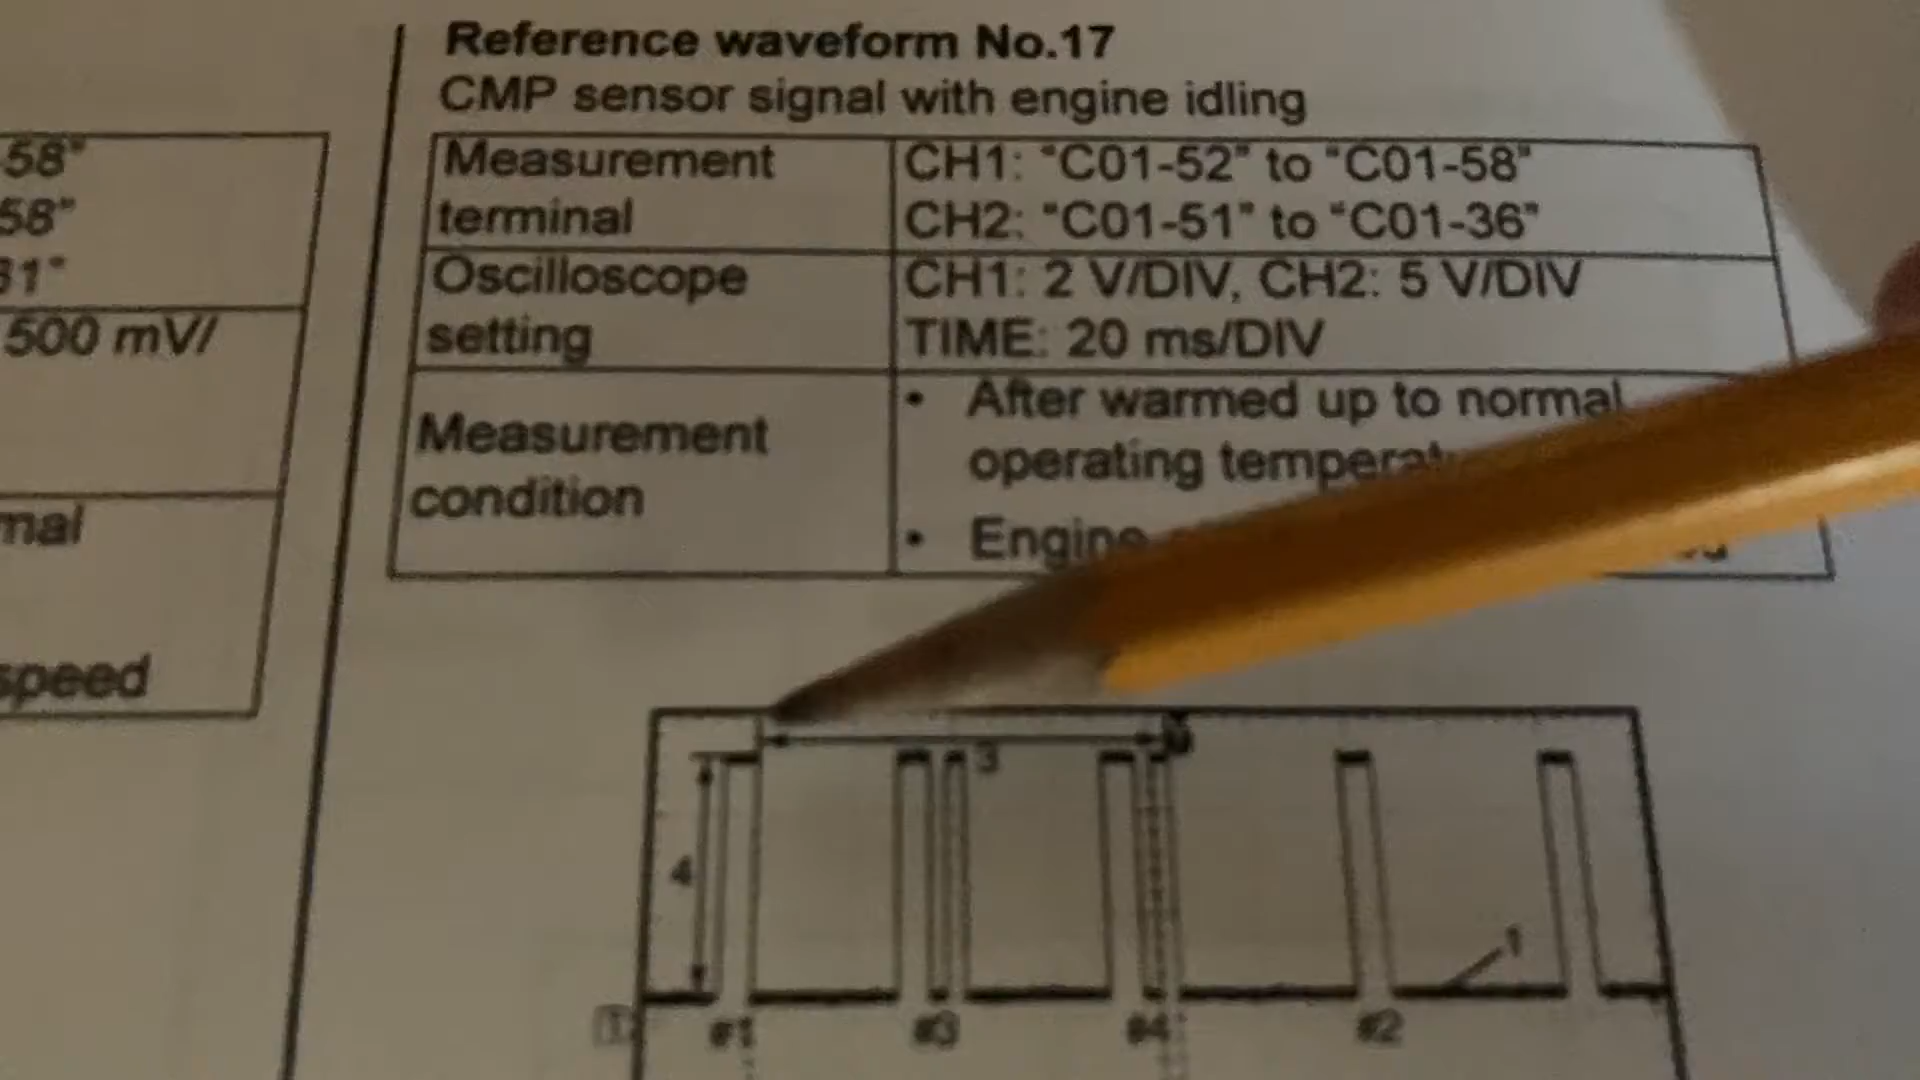 58"
58"
31"
500 mV/
mal
speed
Reference waveform No.17
CMP sensor signal with engine idling
Measurement terminal
CH1: "C01-52" to "C01-58"
CH2: "C01-51" to "C01-36"
Oscilloscope setting
CH1: 2 V/DIV, CH2: 5 V/DIV
TIME: 20 ms/DIV
Measurement condition
• After warmed up to normal
operating
• Engine
3
4
1
#1 #3 #4 #2